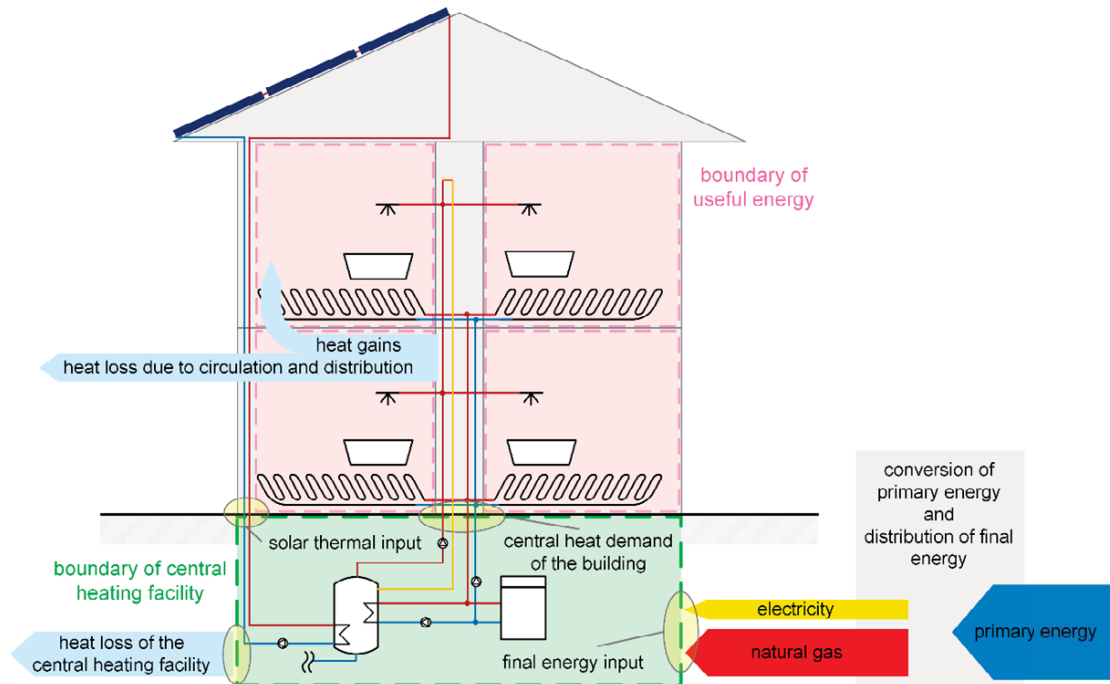 boundary of
useful energy
heat gains
heat loss due to circulation and distribution
conversion of
primary energy
and
distribution of final
energy
solar thermal input
central heat demand
of the building
boundary of central
heating facility
electricity
primary energy
heat loss of the
central heating facility
final energy input
natural gas